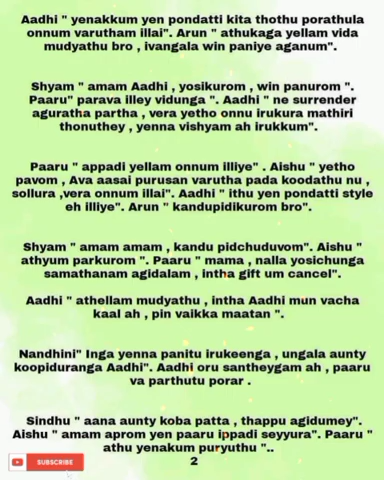 Aadhi " yenakkum yen pondatti kita thothu porathula
onnum varutham illai". Arun " athukaga yellam vida
mudyathu bro , ivangala win paniye aganum".
Shyam " amam Aadhi , yosikurom , win panurom ".
Paaru" parava illey vidunga ". Aadhi " ne surrender
aguratha partha , vera yetho onnu irukura mathiri
thonuthey , yenna vishyam ah irukkum".
Paaru " appadi yellam onnum illiye" . Aishu " yetho
pavom , Ava aasai purusan varutha pada koodathu nu ,
sollura ,vera onnum illai". Aadhi " ithu yen pondatti style
eh illiye". Arun " kandupidikurom bro".
Shyam " amam amam , kandu pidchuduvom". Aishu "
athyum parkurom ". Paaru " mama , nalla yosichunga
samathanam agidalam , intha gift um cancel".
Aadhi " athellam mudyathu , intha Aadhi mun vacha
kaal ah , pin vaikka maatan ".
Nandhini" Inga yenna panitu irukeenga , ungala aunty
koopiduranga Aadhi". Aadhi oru santheygam ah , paaru
va parthutu porar .
Sindhu " aana aunty koba patta , thappu agidumey".
Aishu " amam aprom yen paaru ippadi seyyura". Paaru "
athu yenakum puryuthu "..
SUBSCRIBE
2